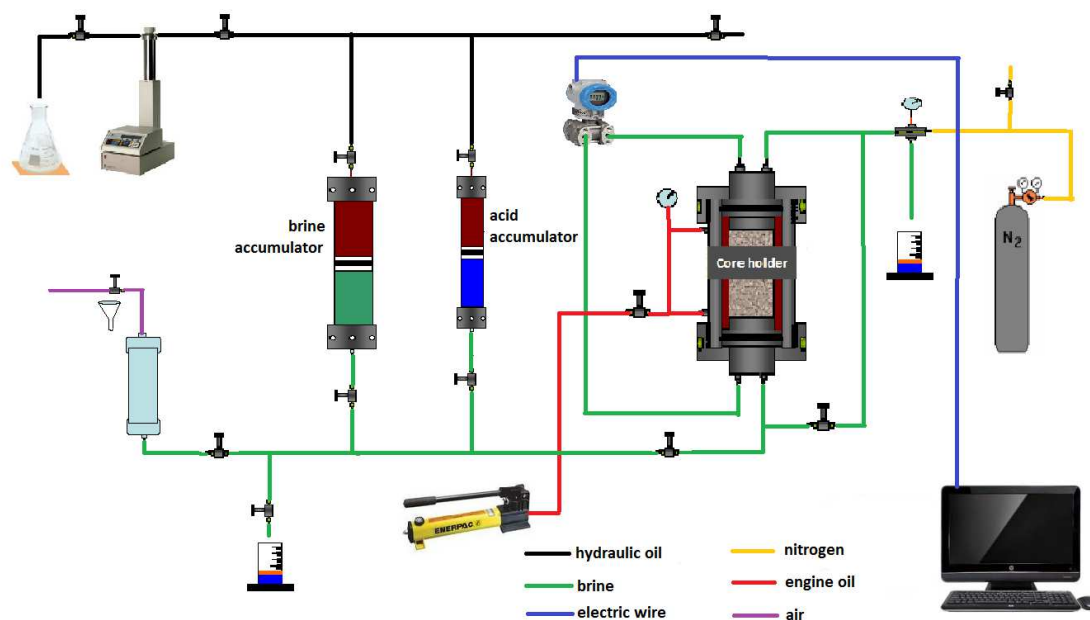 brine
accumulator
acid
accumulator
Core holder
N2
ENERPAC
hydraulic oil
nitrogen
brine
engine oil
electric wire
air